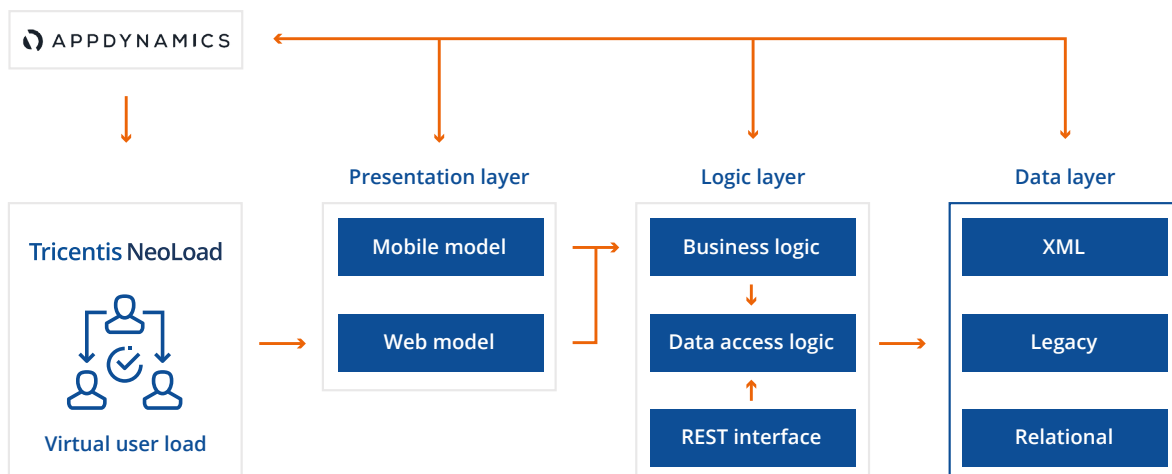 APPDYNAMICS
Presentation layer
Logic layer
Data layer
Tricentis NeoLoad
Virtual user load
Mobile model
Web model
Business logic
Data access logic
REST interface
XML
Legacy
Relational